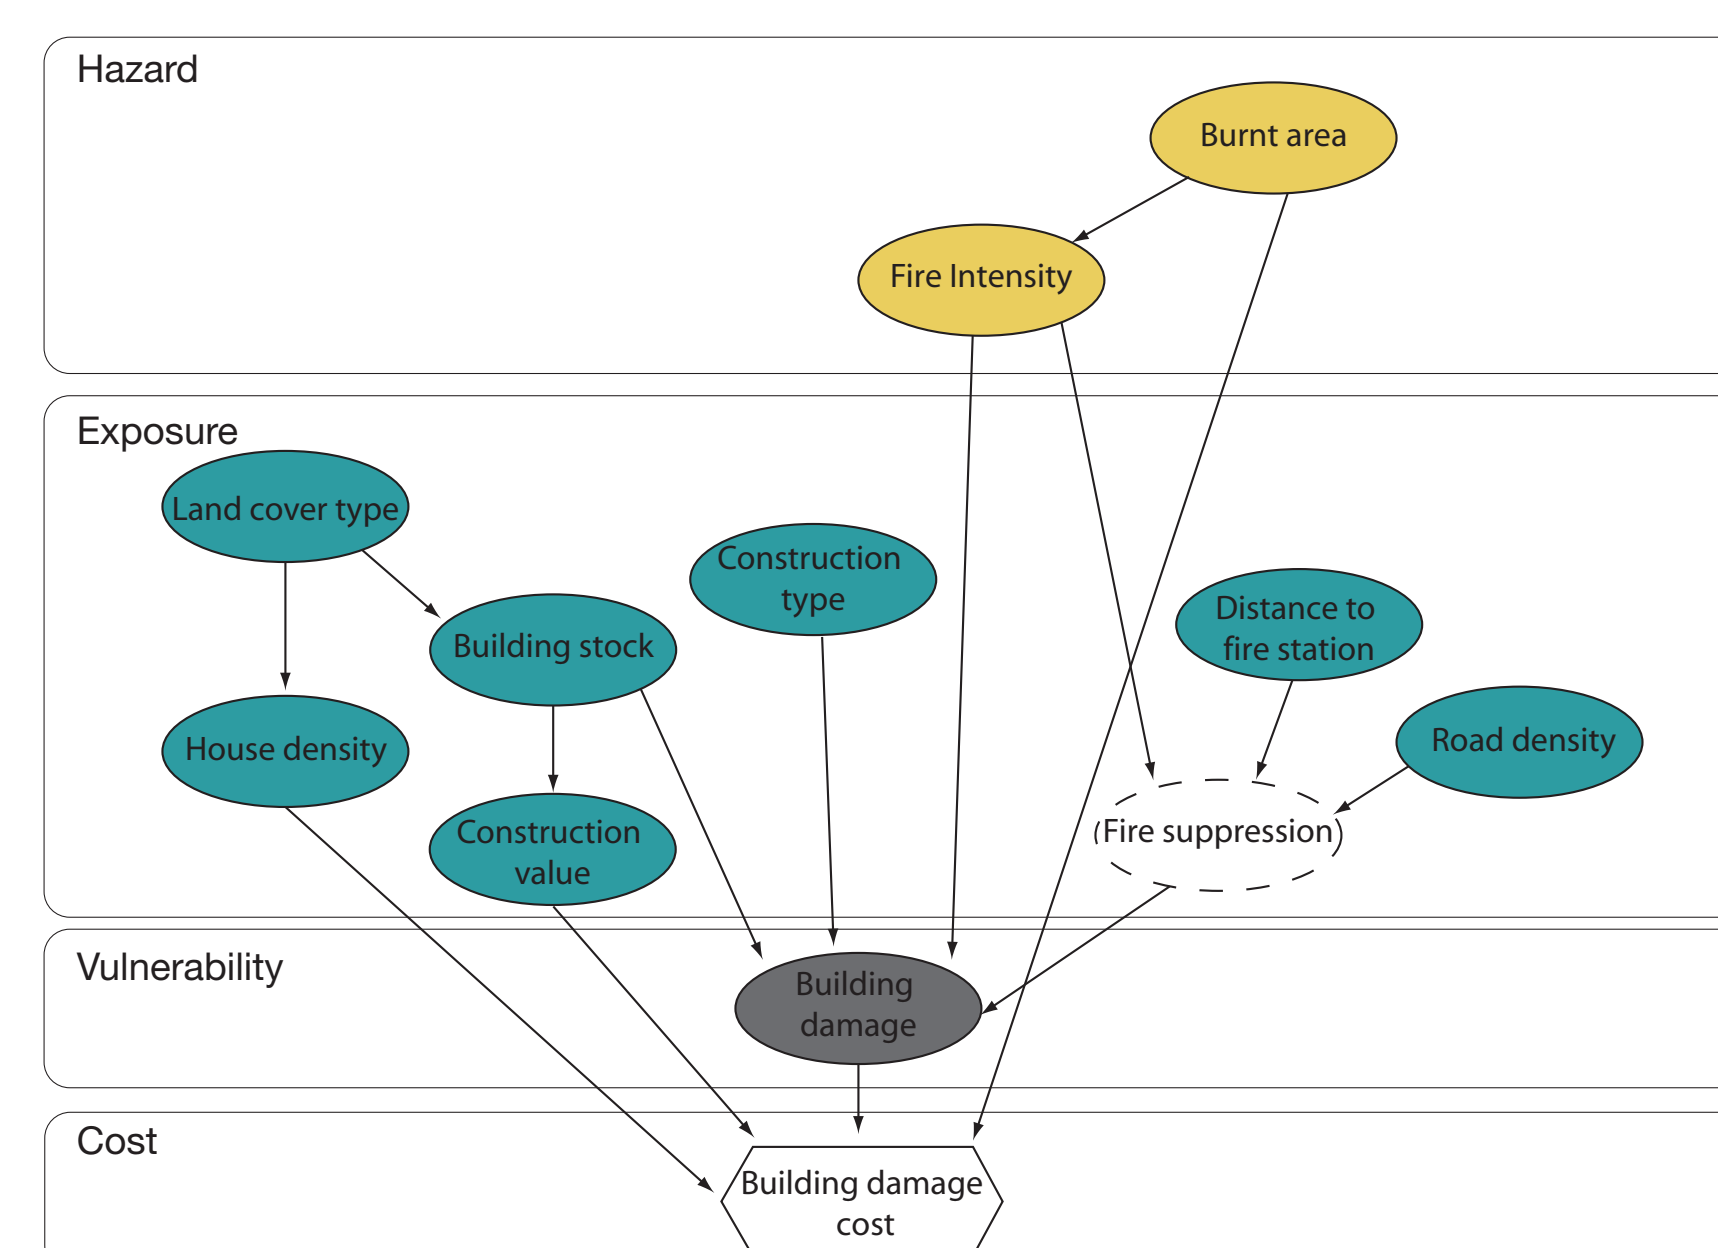 Hazard
Burnt area
Fire Intensity
Exposure
Land cover type
Construction
type
Distance to
fire station
Building stock
House density
Road density
Construction
value
Fire suppression
Vulnerability
Building
damage
Cost
Building damage
cost